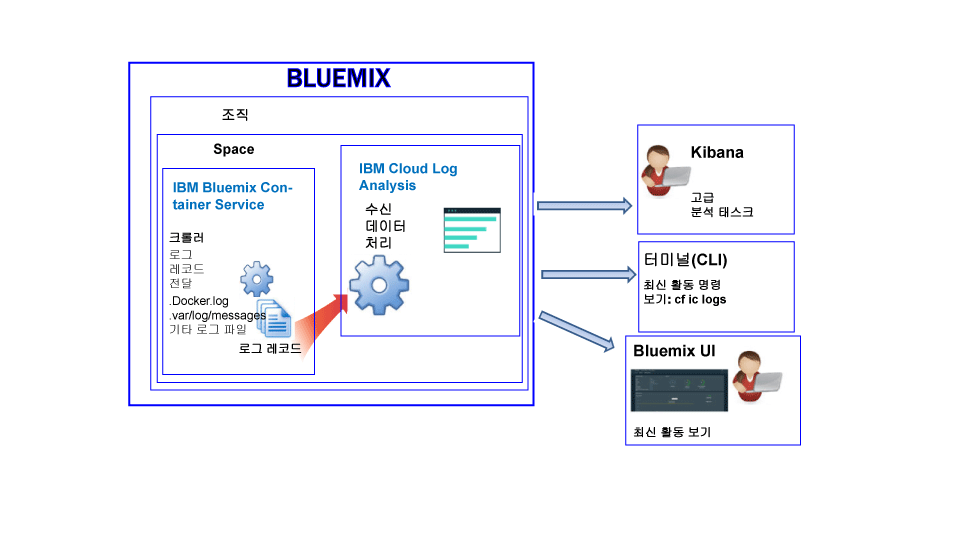 BLUEMIX
조직
Space
IBM Bluemix Con-
tainer Service
크롤러
로그
레코드
전달
.Docker.log
.var/log/messages
기타 로그 파일
로그 레코드
IBM Cloud Log
Analysis
수신
데이터
처리
Kibana
고급
분석 태스크
터미널(CLI)
최신 활동 명령
보기: cf ic logs
Bluemix UI
최신 활동 보기